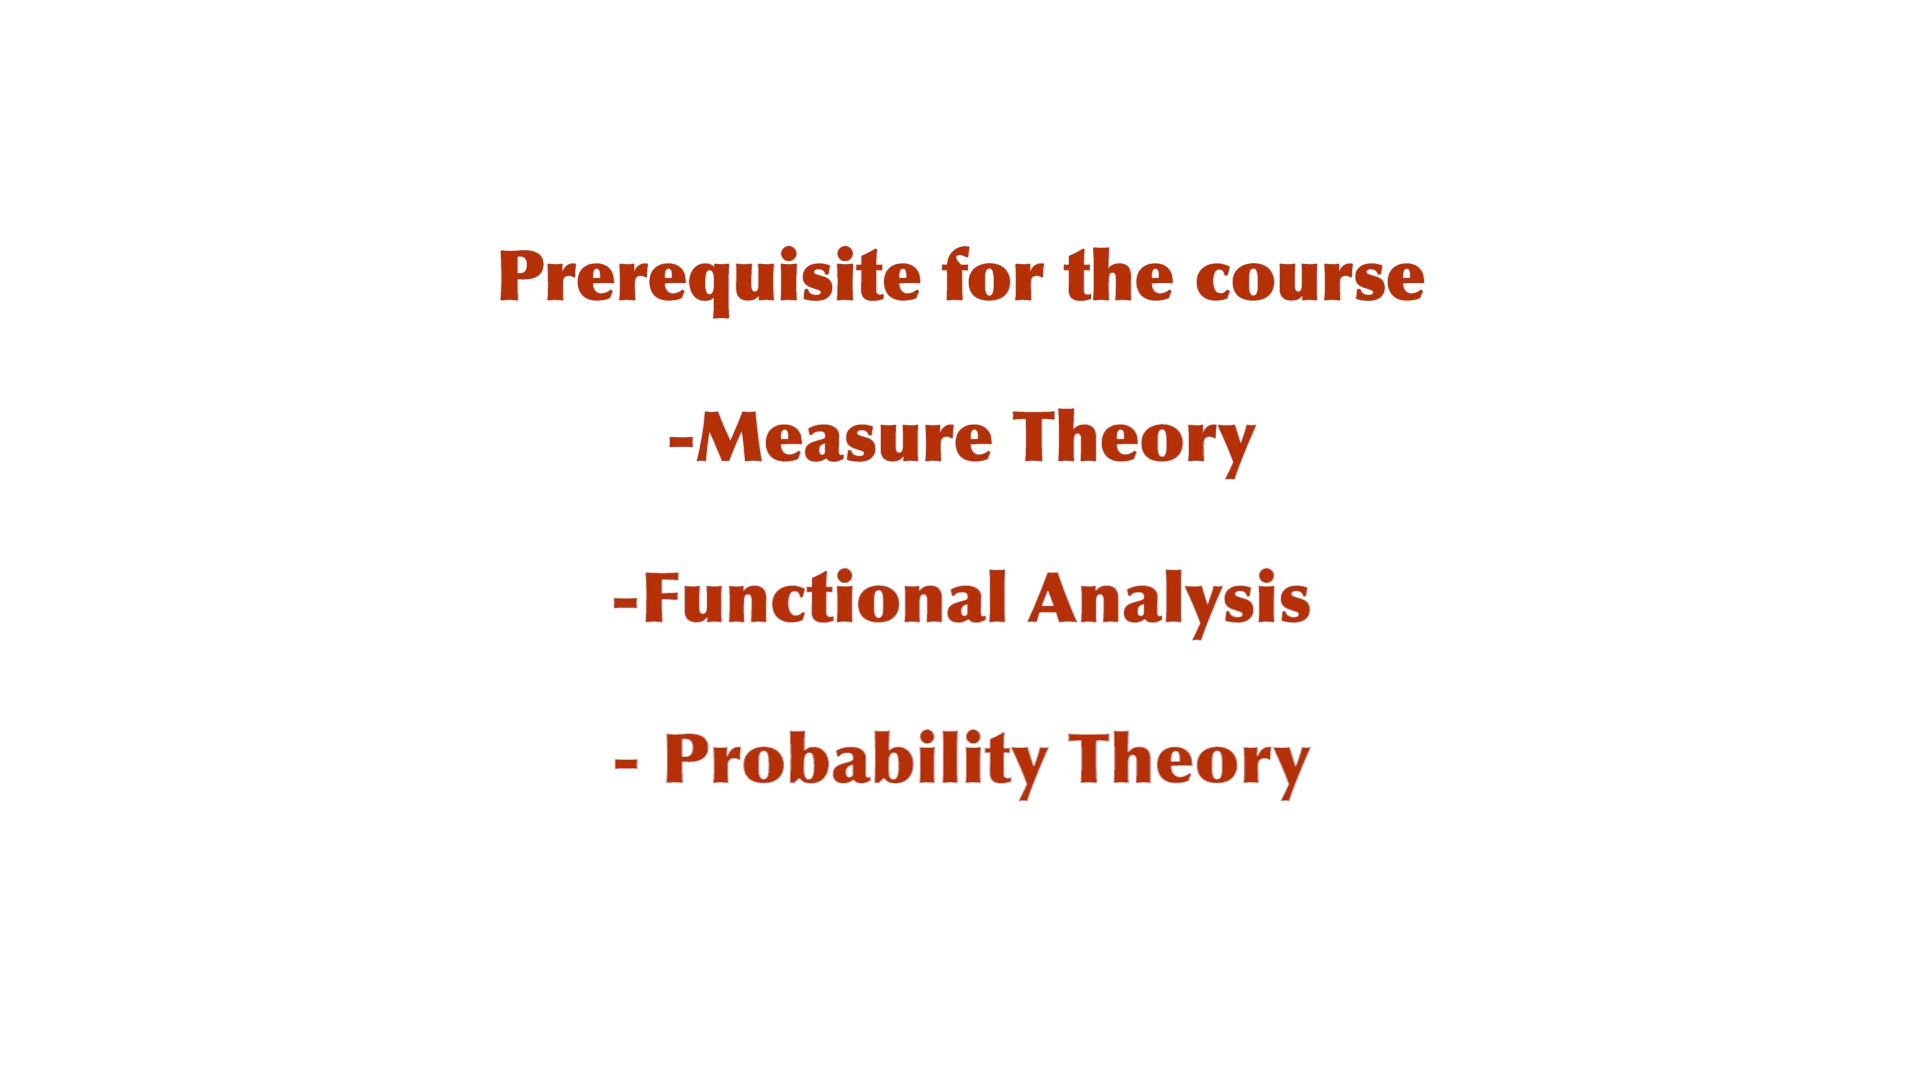 Prerequisite for the course
-Measure Theory
-Functional Analysis
- Probability Theory